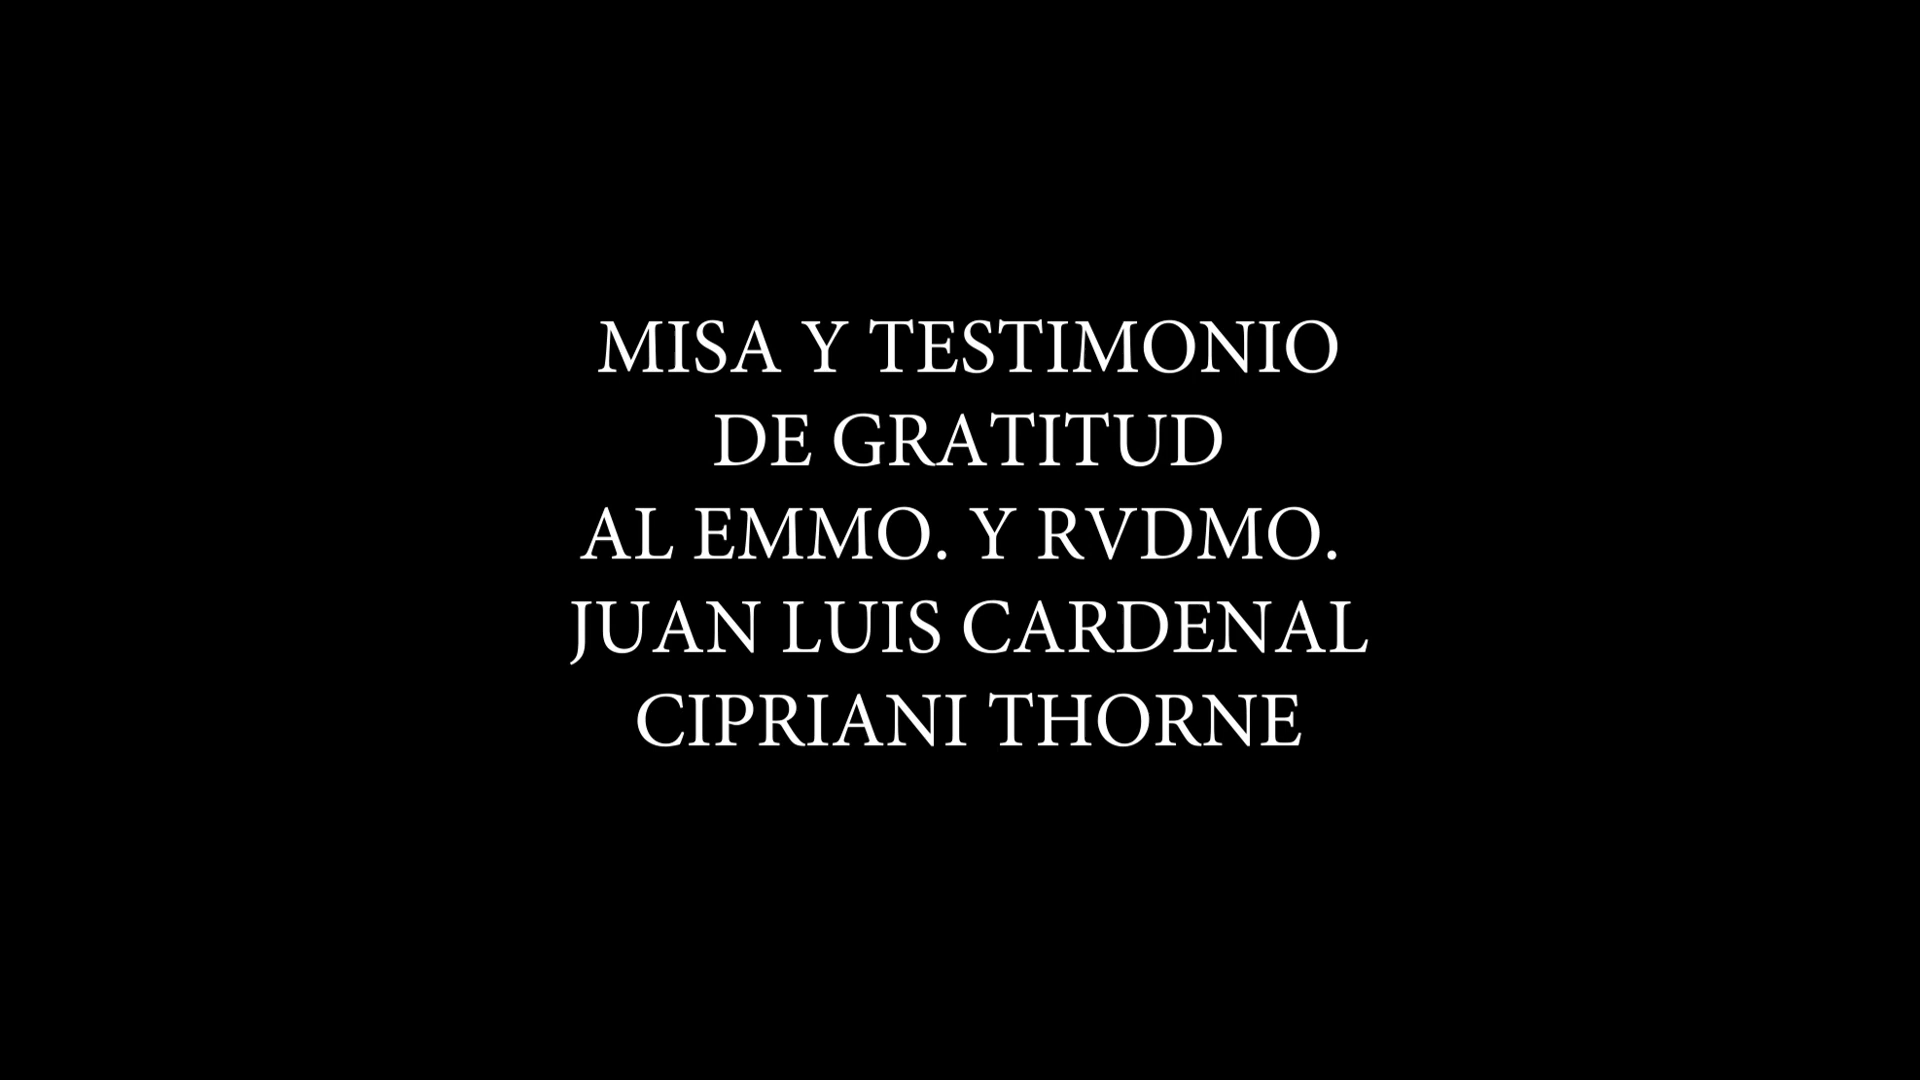 MISA Y TESTIMONIO
DE GRATITUD
AL EMMO. Y RVDMO.
JUAN LUIS CARDENAL
CIPRIANI THORNE